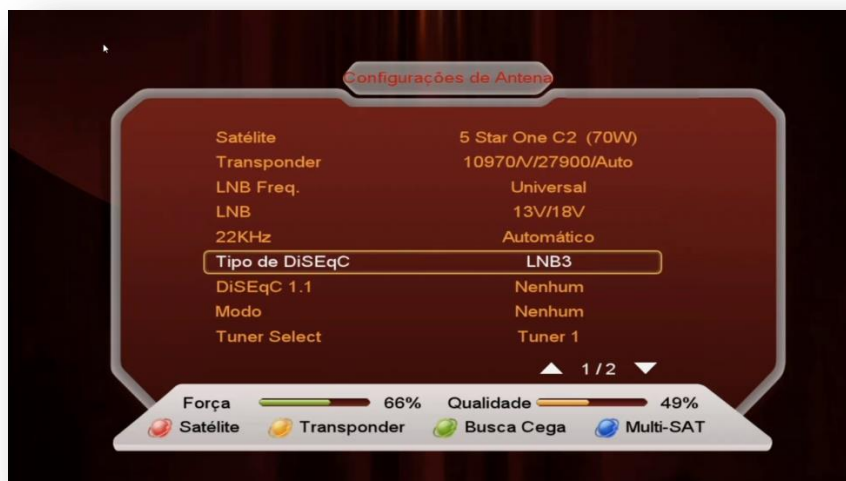 Configurações de Antena
Satélite 5 Star One C2 (70W)
Transponder 10970/V/27900/Auto
LNB Freq. Universal
LNB 13V/18V
22KHz Automático
Tipo de DiSEqC LNB3
DiSEqC 1.1 Nenhum
Modo Nenhum
Tuner Select Tuner 1
1/2
Força 66% Qualidade 49%
Satélite Transponder Busca Cega Multi-SAT